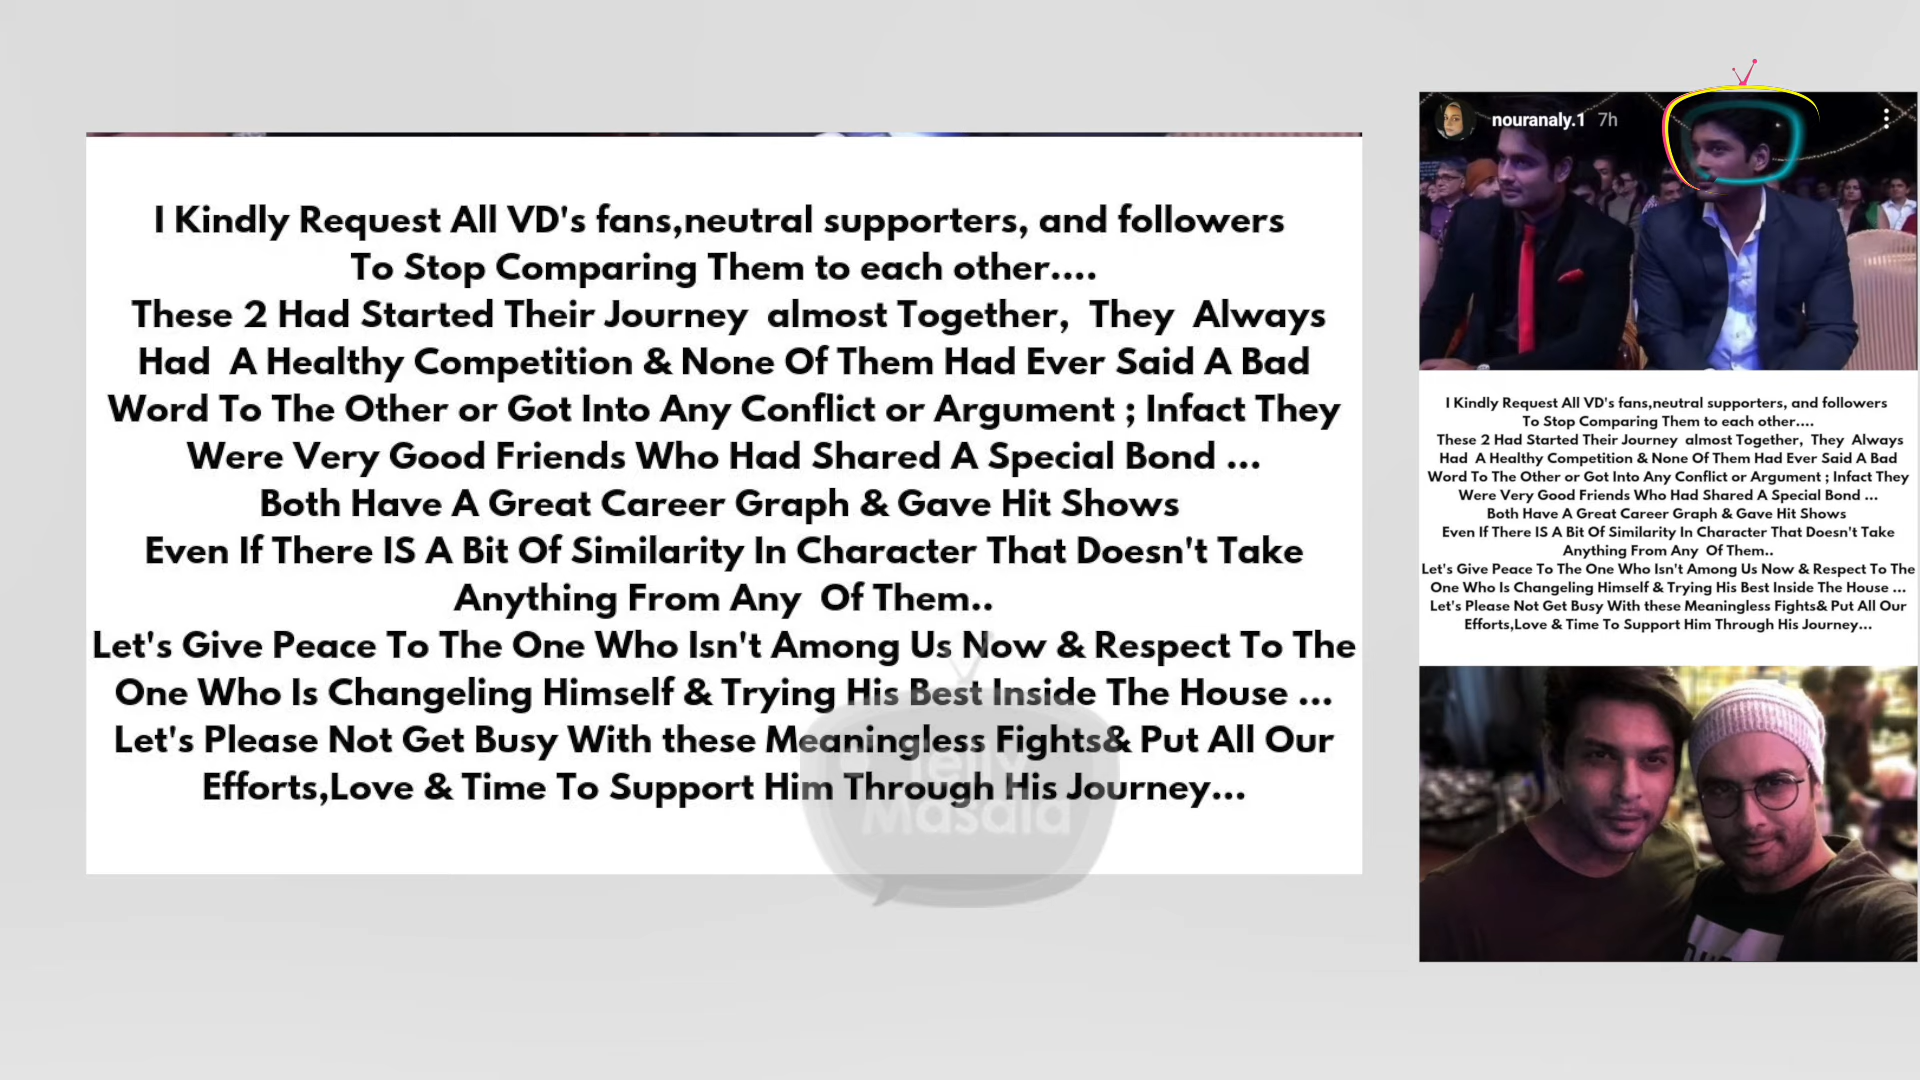 I Kindly Request All VD's fans,neutral supporters, and followers
To Stop Comparing Them to each other....
These 2 Had Started Their Journey almost Together, They Always
Had A Healthy Competition & None Of Them Had Ever Said A Bad
Word To The Other or Got Into Any Conflict or Argument ; Infact They
Were Very Good Friends Who Had Shared A Special Bond ...
Both Have A Great Career Graph & Gave Hit Shows
Even If There IS A Bit Of Similarity In Character That Doesn't Take
Anything From Any Of Them..
Let's Give Peace To The One Who Isn't Among Us Now & Respect To The
One Who Is Changeling Himself & Trying His Best Inside The House ...
Let's Please Not Get Busy With these Meaningless Fights& Put All Our
Efforts,Love & Time To Support Him Through His Journey...
Telly
Masala
nouranaly.1 7h
I Kindly Request All VD's fans,neutral supporters, and followers
To Stop Comparing Them to each other....
These 2 Had Started Their Journey almost Together, They Always
Had A Healthy Competition & None Of Them Had Ever Said A Bad
Word To The Other or Got Into Any Conflict or Argument ; Infact They
Were Very Good Friends Who Had Shared A Special Bond ...
Both Have A Great Career Graph & Gave Hit Shows
Even If There IS A Bit Of Similarity In Character That Doesn't Take
Anything From Any Of Them..
Let's Give Peace To The One Who Isn't Among Us Now & Respect To The
One Who Is Changeling Himself & Trying His Best Inside The House ...
Let's Please Not Get Busy With these Meaningless Fights& Put All Our
Efforts,Love & Time To Support Him Through His Journey...